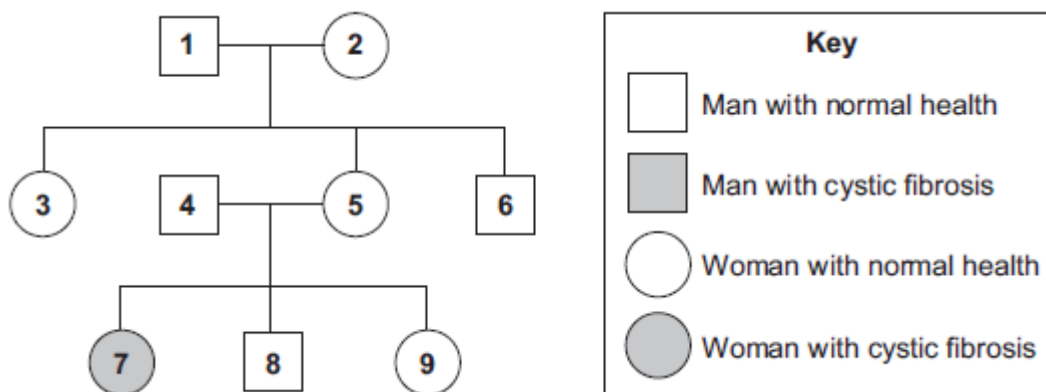 1 2
3 4 5 6
7 8 9
Key
Man with normal health
Man with cystic fibrosis
Woman with normal health
Woman with cystic fibrosis